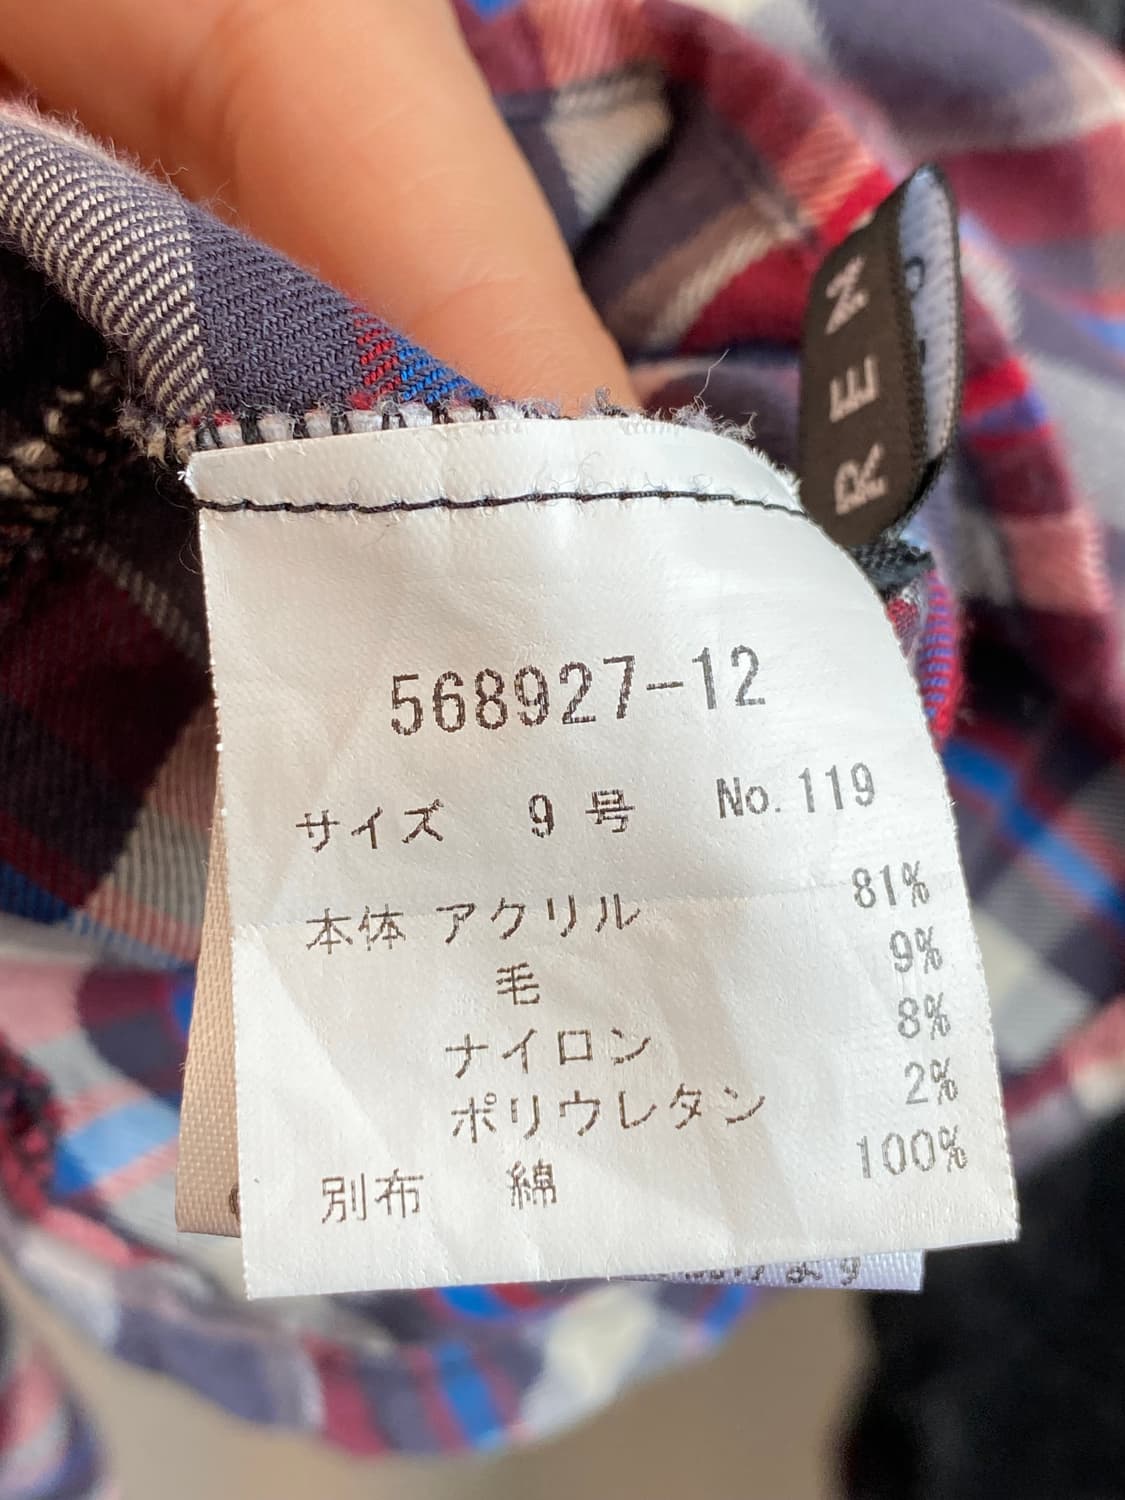 REN
568927-12
サイズ 9号 No.119
本体 アクリル 81%
毛 9%
ナイロン 8%
ポリウレタン 2%
別布 綿 100%